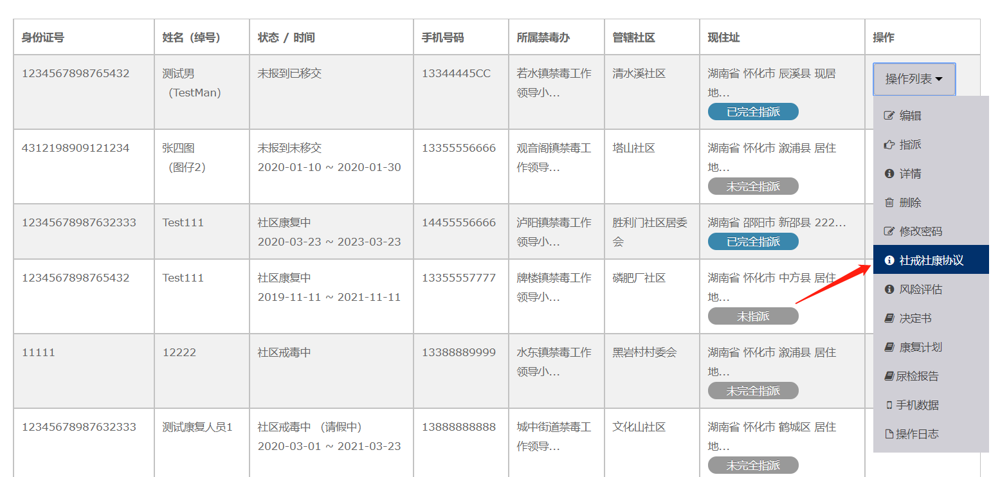 身份证号 姓名（绰号） 状态 / 时间 手机号码 所属禁毒办 管辖社区 现住址 操作
1234567898765432 测试男 未报到已移交 13344445CC 若水镇禁毒工作 清水溪社区 湖南省 怀化市 辰溪县 现居 操作列表
（TestMan） 领导小... 地...
已完全指派
编辑
指派
详情
删除
修改密码
社戒社康协议
风险评估
决定书
康复计划
尿检报告
手机数据
操作日志
4312198909121234 张四图 未报到未移交 13355556666 观音阁镇禁毒工 塔山社区 湖南省 怀化市 溆浦县 居住
（图仔2） 2020-01-10 ~ 2020-01-30 作领导... 地...
未完全指派
12345678987632333 Test111 社区康复中 14455556666 泸阳镇禁毒工作 胜利门社区居委 湖南省 邵阳市 新邵县 222...
2020-03-23 ~ 2023-03-23 领导小... 会 已完全指派
1234567898765432 Test111 社区康复中 13355557777 牌楼镇禁毒工作 磷肥厂社区 湖南省 怀化市 中方县 居住
2019-11-11 ~ 2021-11-11 领导小... 地...
未指派
11111 12222 社区戒毒中 13388889999 水东镇禁毒工作 黑岩村村委会 湖南省 怀化市 溆浦县 居住
领导小... 地...
未完全指派
12345678987632333 测试康复人员1 社区戒毒中 （请假中） 13888888888 城中街道禁毒工 文化山社区 湖南省 怀化市 鹤城区 居住
2020-03-01 ~ 2021-03-23 作领导... 地...
未完全指派